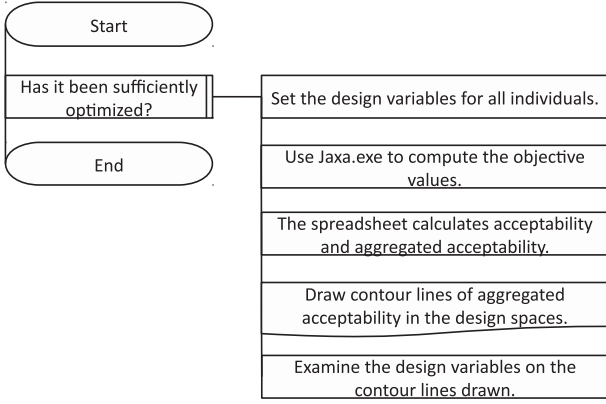 Start
Has it been sufficiently
optimized?
End
Set the design variables for all individuals.
Use Jaxa.exe to compute the objective
values.
The spreadsheet calculates acceptability
and aggregated acceptability.
Draw contour lines of aggregated
acceptability in the design spaces.
Examine the design variables on the
contour lines drawn.